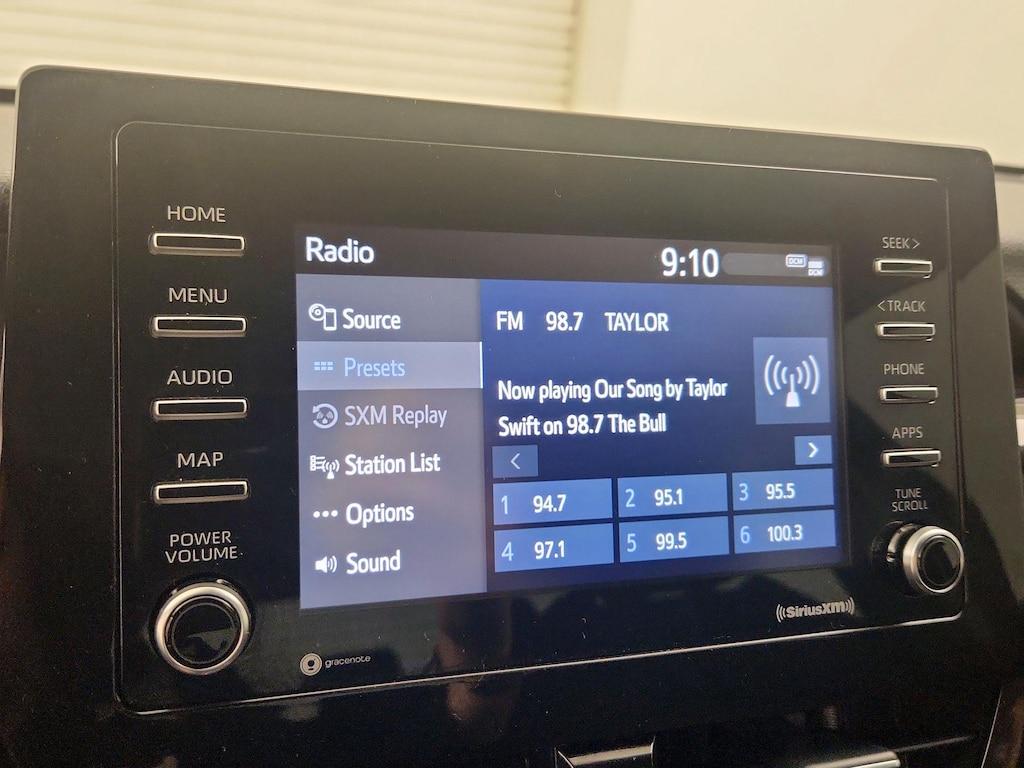 HOME
MENU
AUDIO
MAP
POWER
VOLUME
Radio
9:10
DCM
DCM
Source
Presets
SXM Replay
Station List
Options
Sound
FM 98.7 TAYLOR
Now playing Our Song by Taylor
Swift on 98.7 The Bull
< >
1 94.7 2 95.1 3 95.5
4 97.1 5 99.5 6 100.3
SEEK >
< TRACK
PHONE
APPS
TUNE
SCROLL
gracenote
SiriusXM